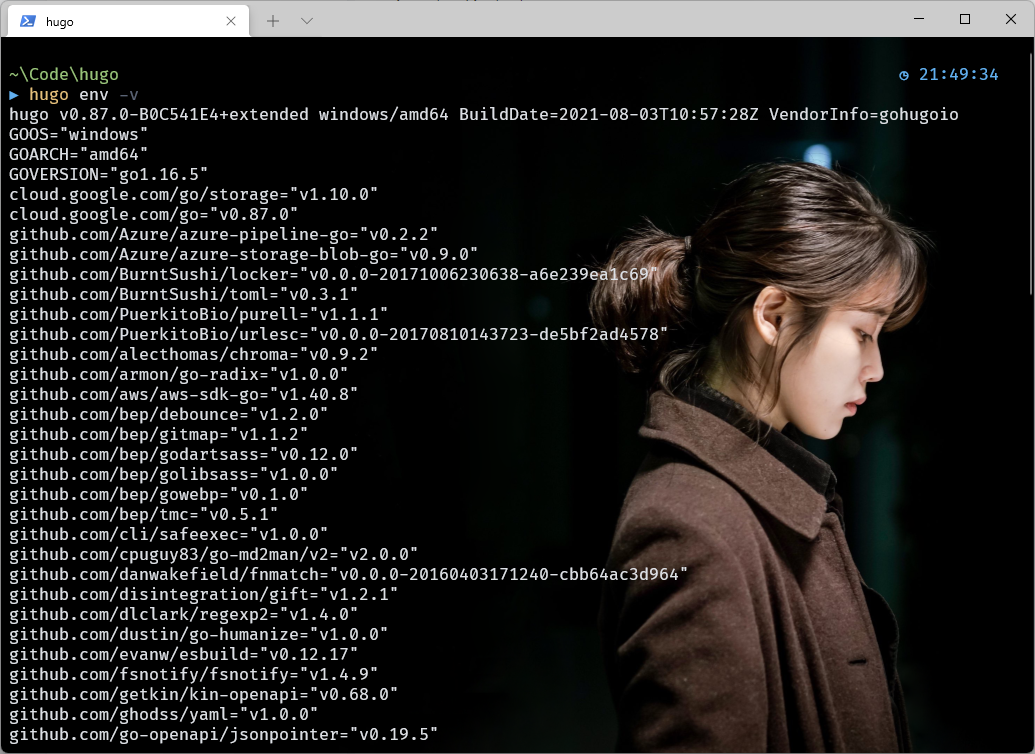 hugo
~\Code\hugo 21:49:34
hugo env -v
hugo v0.87.0-B0C541E4+extended windows/amd64 BuildDate=2021-08-03T10:57:28Z VendorInfo=gohugoio
GOOS="windows"
GOARCH="amd64"
GOVERSION="go1.16.5"
cloud.google.com/go/storage="v1.10.0"
cloud.google.com/go="v0.87.0"
github.com/Azure/azure-pipeline-go="v0.2.2"
github.com/Azure/azure-storage-blob-go="v0.9.0"
github.com/BurntSushi/locker="v0.0.0-20171006230638-a6e239ea1c69"
github.com/BurntSushi/toml="v0.3.1"
github.com/PuerkitoBio/purell="v1.1.1"
github.com/PuerkitoBio/urlesc="v0.0.0-20170810143723-de5bf2ad4578"
github.com/alecthomas/chroma="v0.9.2"
github.com/armon/go-radix="v1.0.0"
github.com/aws/aws-sdk-go="v1.40.8"
github.com/bep/debounce="v1.2.0"
github.com/bep/gitmap="v1.1.2"
github.com/bep/godartsass="v0.12.0"
github.com/bep/golibsass="v1.0.0"
github.com/bep/gowebp="v0.1.0"
github.com/bep/tmc="v0.5.1"
github.com/cli/safeexec="v1.0.0"
github.com/cpuguy83/go-md2man/v2="v2.0.0"
github.com/danwakefield/fnmatch="v0.0.0-20160403171240-cbb64ac3d964"
github.com/disintegration/gift="v1.2.1"
github.com/dlclark/regexp2="v1.4.0"
github.com/dustin/go-humanize="v1.0.0"
github.com/evanw/esbuild="v0.12.17"
github.com/fsnotify/fsnotify="v1.4.9"
github.com/getkin/kin-openapi="v0.68.0"
github.com/ghodss/yaml="v1.0.0"
github.com/go-openapi/jsonpointer="v0.19.5"